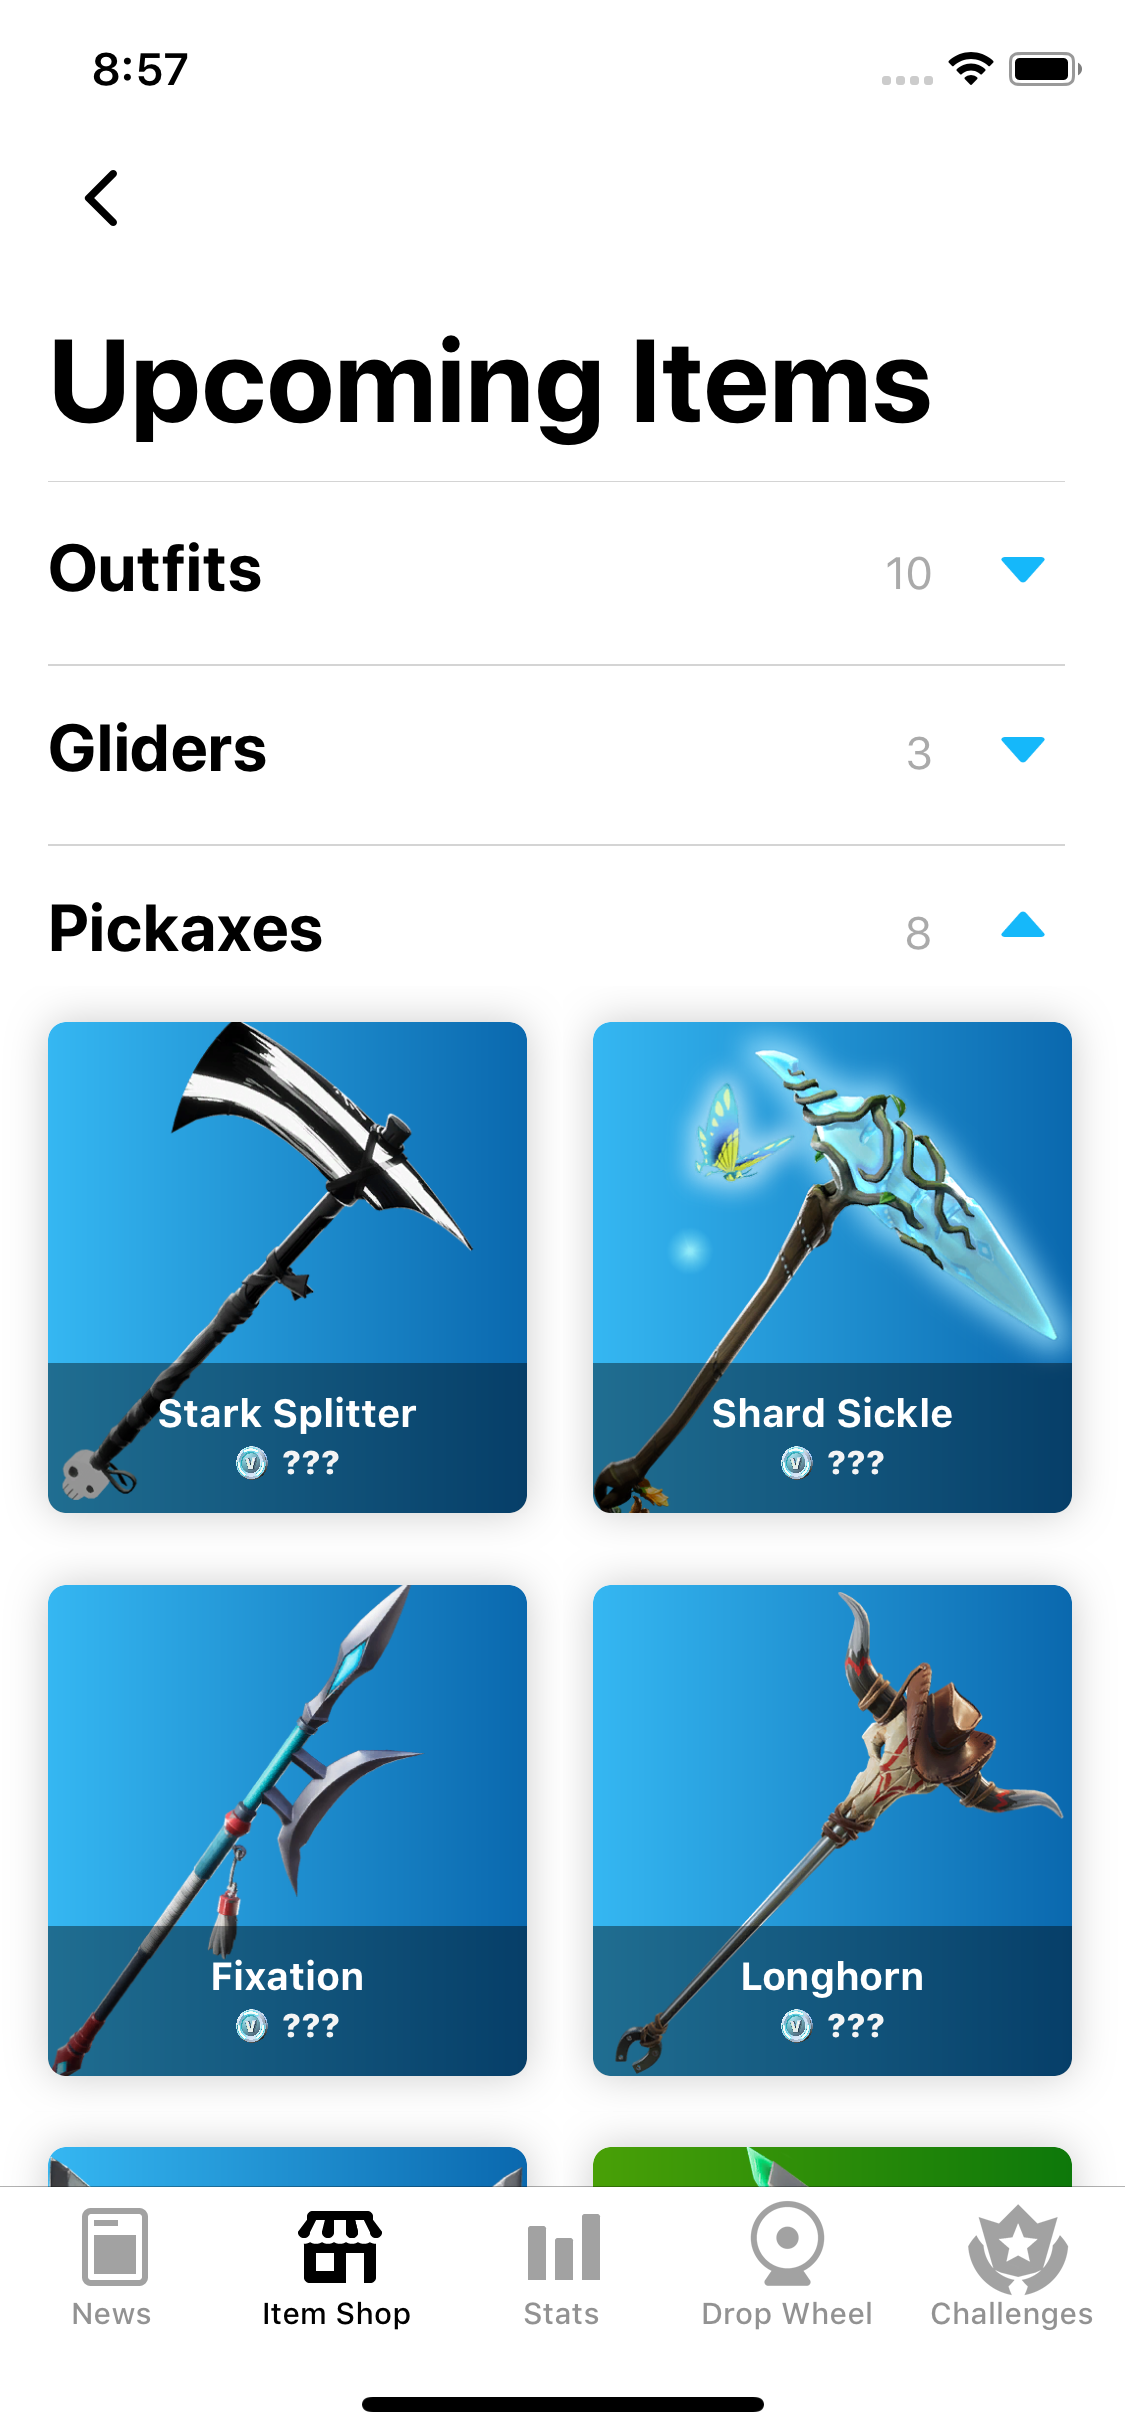 8:57
Upcoming Items
Outfits 10
Gliders 3
Pickaxes 8
Stark Splitter
V ???
Shard Sickle
V ???
Fixation
V ???
Longhorn
V ???
News
Item Shop
Stats
Drop Wheel
Challenges